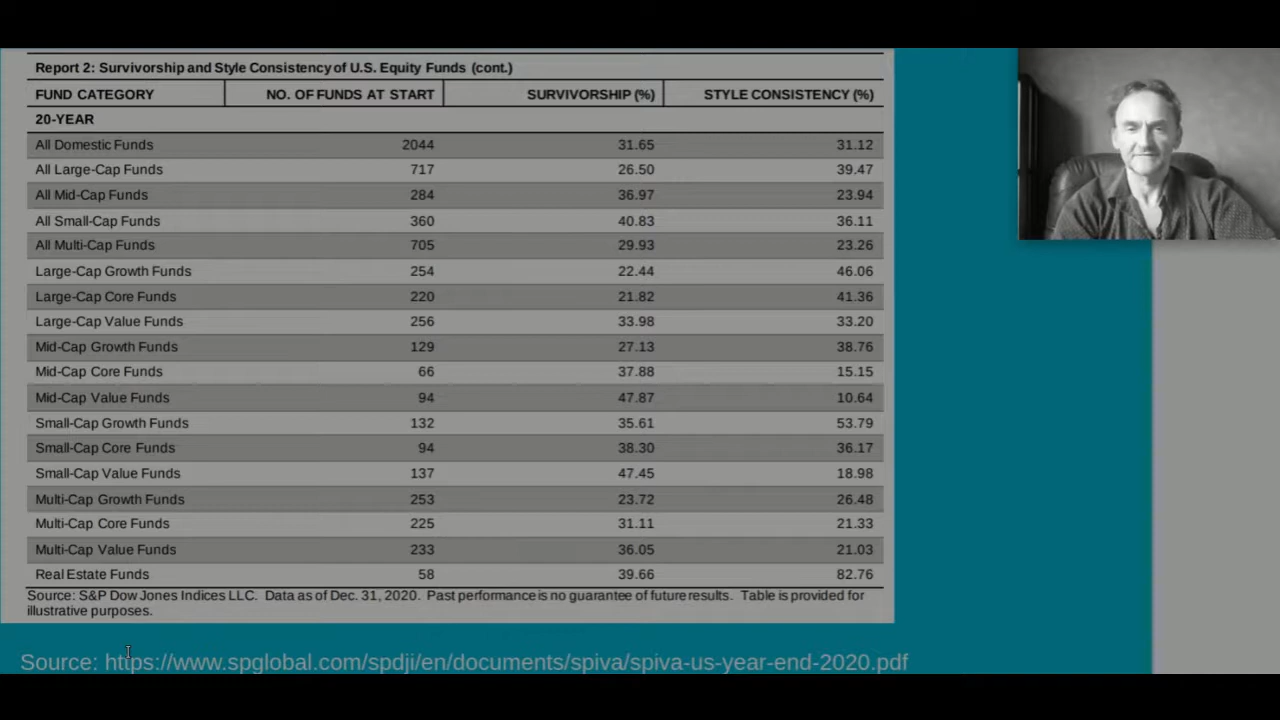 Report 2: Survivorship and Style Consistency of U.S. Equity Funds (cont.)
FUND CATEGORY NO. OF FUNDS AT START SURVIVORSHIP (%) STYLE CONSISTENCY (%)
20-YEAR
All Domestic Funds 2044 31.65 31.12
All Large-Cap Funds 717 26.50 39.47
All Mid-Cap Funds 284 36.97 23.94
All Small-Cap Funds 360 40.83 36.11
All Multi-Cap Funds 705 29.93 23.26
Large-Cap Growth Funds 254 22.44 46.06
Large-Cap Core Funds 220 21.82 41.36
Large-Cap Value Funds 256 33.98 33.20
Mid-Cap Growth Funds 129 27.13 38.76
Mid-Cap Core Funds 66 37.88 15.15
Mid-Cap Value Funds 94 47.87 10.64
Small-Cap Growth Funds 132 35.61 53.79
Small-Cap Core Funds 94 38.30 36.17
Small-Cap Value Funds 137 47.45 18.98
Multi-Cap Growth Funds 253 23.72 26.48
Multi-Cap Core Funds 225 31.11 21.33
Multi-Cap Value Funds 233 36.05 21.03
Real Estate Funds 58 39.66 82.76
Source: S&P Dow Jones Indices LLC. Data as of Dec. 31, 2020. Past performance is no guarantee of future results. Table is provided for
illustrative purposes.
Source: https://www.spglobal.com/spdji/en/documents/spiva/spiva-us-year-end-2020.pdf